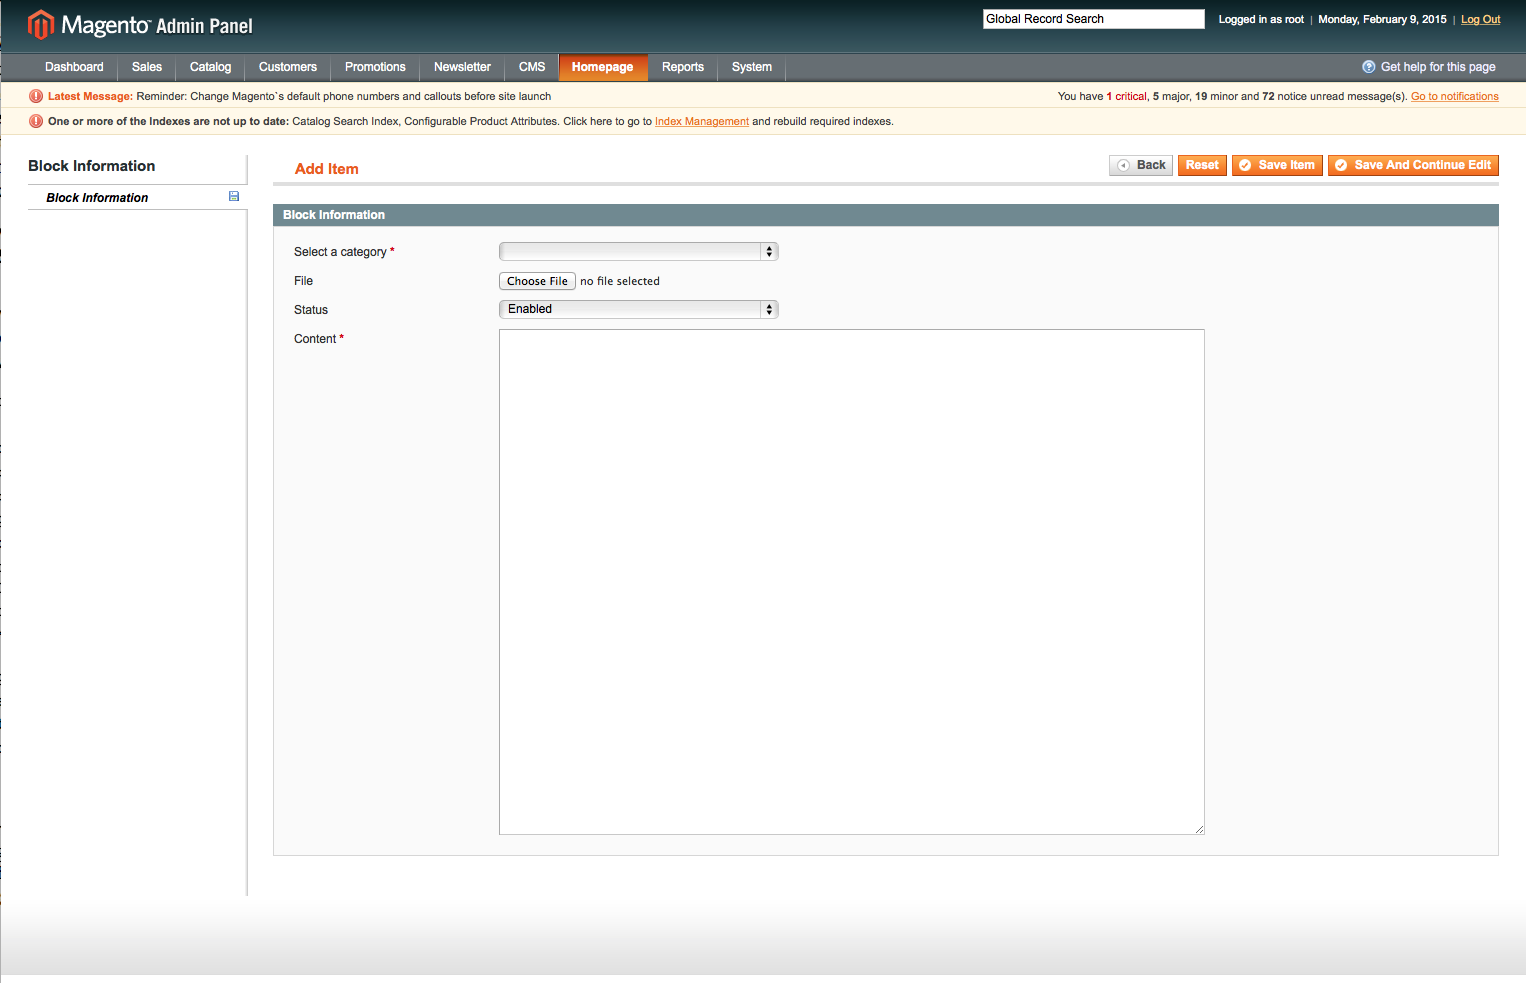 Magento™ Admin Panel
Global Record Search
Logged in as root | Monday, February 9, 2015 | Log Out
Dashboard Sales Catalog Customers Promotions Newsletter CMS Homepage Reports System
Get help for this page
Latest Message: Reminder: Change Magento`s default phone numbers and callouts before site launch
You have 1 critical, 5 major, 19 minor and 72 notice unread message(s). Go to notifications
One or more of the Indexes are not up to date: Catalog Search Index, Configurable Product Attributes. Click here to go to Index Management and rebuild required indexes.
Block Information
Block Information
Add Item
Back Reset Save Item Save And Continue Edit
Block Information
Select a category *
File Choose File no file selected
Status Enabled
Content *